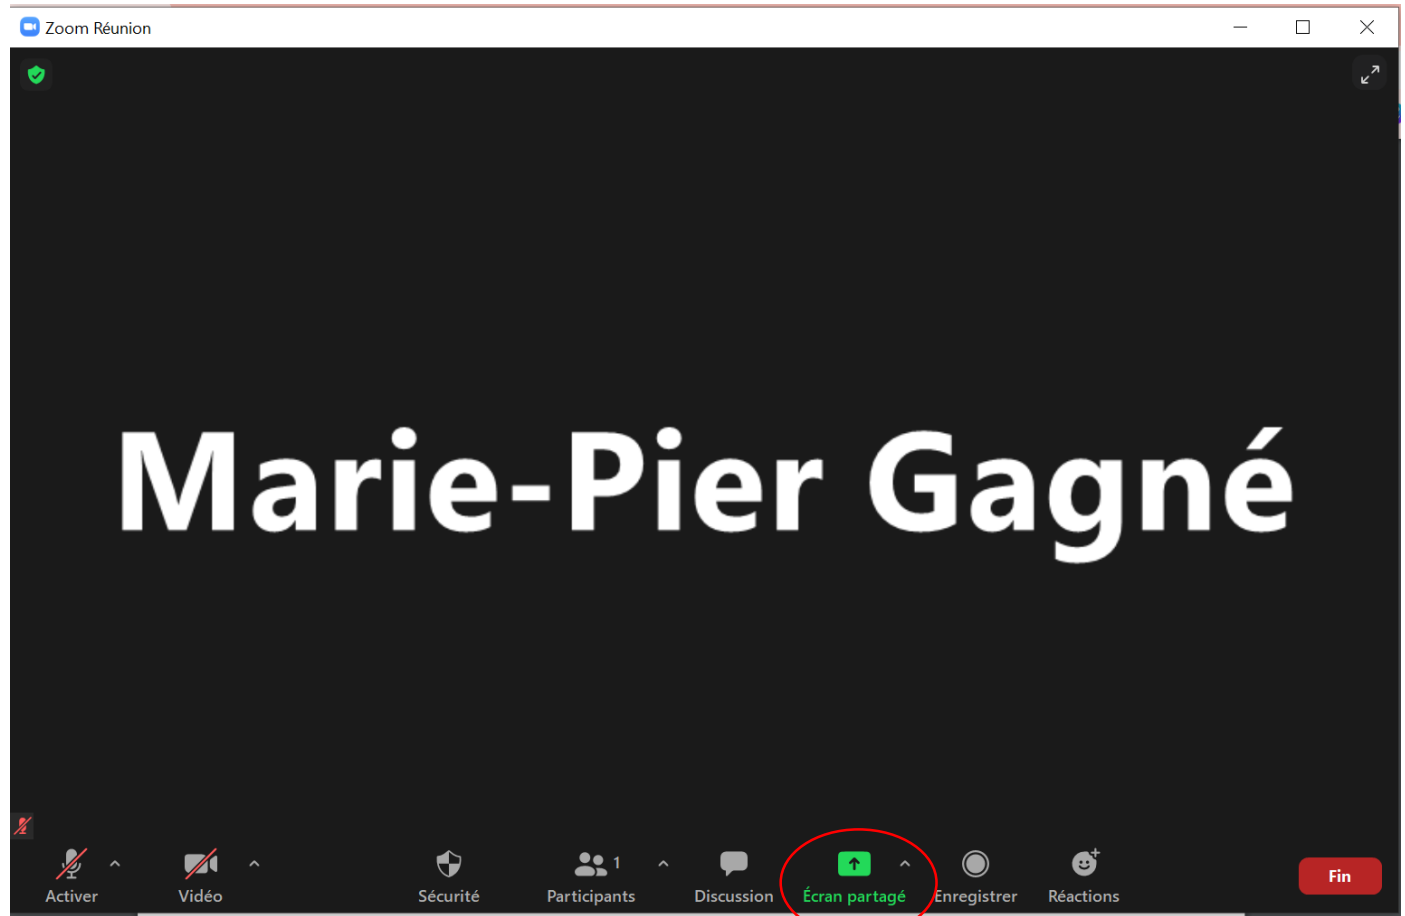 Zoom Réunion
Marie-Pier Gagné
1
Activer Vidéo Sécurité Participants Discussion Écran partagé Enregistrer Réactions Fin